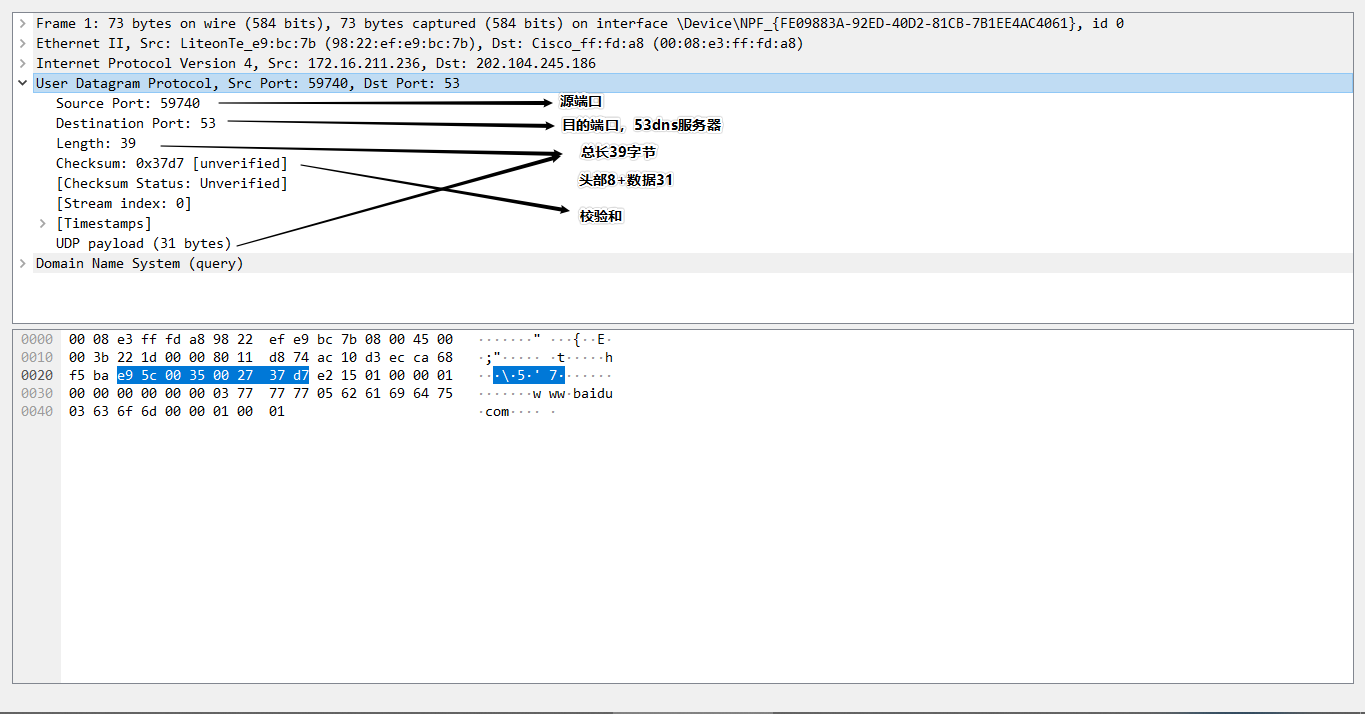 Frame 1: 73 bytes on wire (584 bits), 73 bytes captured (584 bits) on interface \Device\NPF_{FE09883A-92ED-40D2-81CB-7B1EE4AC4061}, id 0
Ethernet II, Src: LiteonTe_e9:bc:7b (98:22:ef:e9:bc:7b), Dst: Cisco_ff:fd:a8 (00:08:e3:ff:fd:a8)
Internet Protocol Version 4, Src: 172.16.211.236, Dst: 202.104.245.186
User Datagram Protocol, Src Port: 59740, Dst Port: 53
Source Port: 59740 源端口
Destination Port: 53 目的端口，53dns服务器
Length: 39 总长39字节
Checksum: 0x37d7 [unverified]
[Checksum Status: Unverified] 头部8+数据31
[Stream index: 0]
[Timestamps] 校验和
UDP payload (31 bytes)
Domain Name System (query)
0000 00 08 e3 ff fd a8 98 22 ef e9 bc 7b 08 00 45 00 ·······" ···{··E·
0010 00 3b 22 1d 00 00 80 11 d8 74 ac 10 d3 ec ca 68 ·;"····· ·t·····h
0020 f5 ba e9 5c 00 35 00 27 37 d7 e2 15 01 00 00 01 ···\·5·' 7·······
0030 00 00 00 00 00 00 03 77 77 77 05 62 61 69 64 75 ·······w ww·baidu
0040 03 63 6f 6d 00 00 01 00 01 ·com···· ·